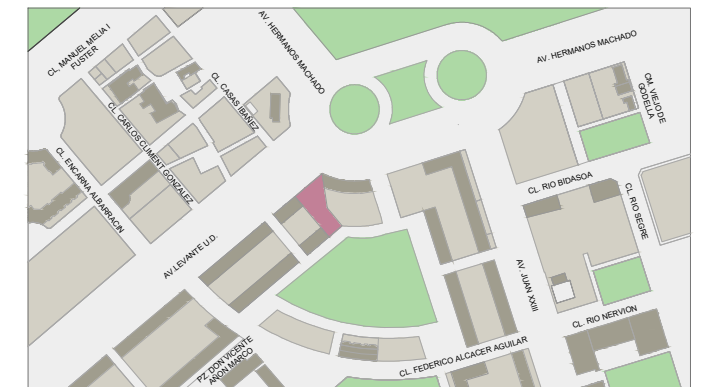 CL, MANUEL MELIA I
FUSTER
AV. HERMANOS MACHADO
AV. HERMANOS MACHADO
CL. CASAS IBAÑEZ
CM. VIEJO DE
GODELLA
CL. CARLOS CLIMENT GONZALEZ
CL. ENCARNA ALBARRACIN
CL. RIO BIDASOA
CL. RIO SEGRE
AV.LEVANTE U.D.
AV. JUAN XXIII
CL. RIO NERVION
PZ. DON VICENTE
AÑON MARCO
CL. FEDERICO ALCACER AGUILAR